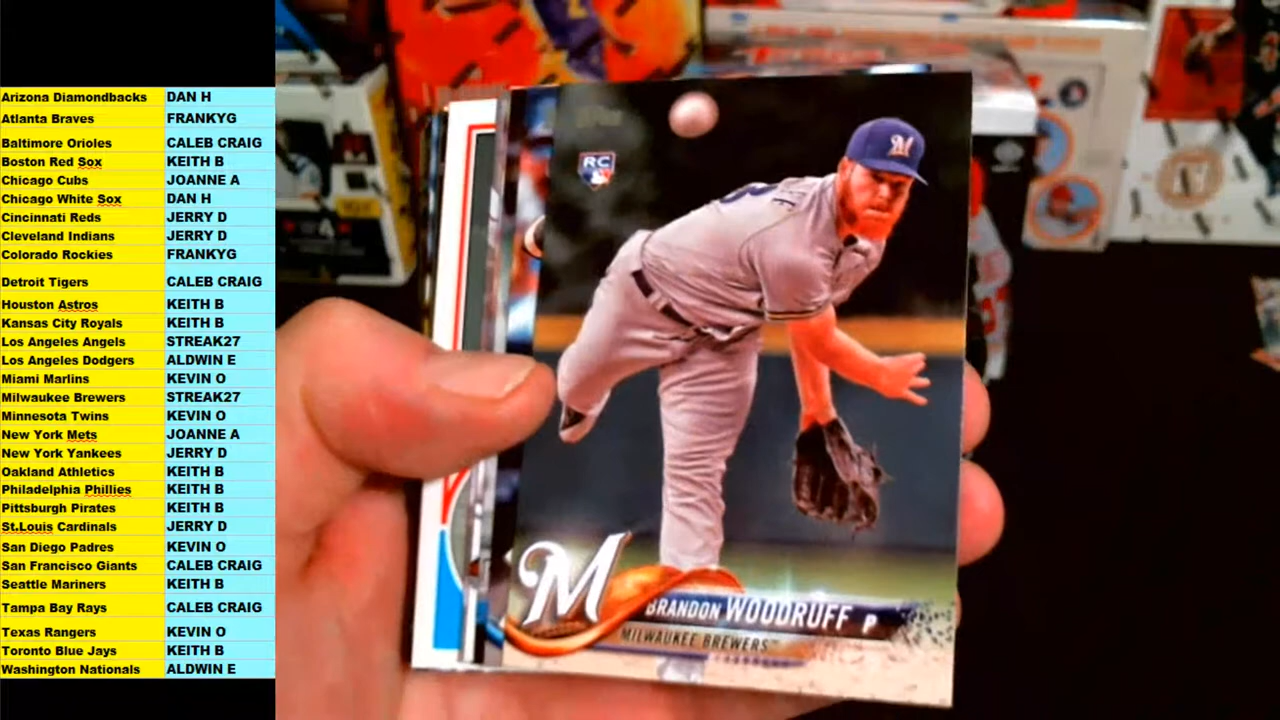 Arizona Diamondbacks DAN H
Atlanta Braves FRANKYG
Baltimore Orioles CALEB CRAIG
Boston Red Sox KEITH B
Chicago Cubs JOANNE A
Chicago White Sox DAN H
Cincinnati Reds JERRY D
Cleveland Indians JERRY D
Colorado Rockies FRANKYG
Detroit Tigers CALEB CRAIG
Houston Astros KEITH B
Kansas City Royals KEITH B
Los Angeles Angels STREAK27
Los Angeles Dodgers ALDWIN E
Miami Marlins KEVIN O
Milwaukee Brewers STREAK27
Minnesota Twins KEVIN O
New York Mets JOANNE A
New York Yankees JERRY D
Oakland Athletics KEITH B
Philadelphia Phillies KEITH B
Pittsburgh Pirates KEITH B
St.Louis Cardinals JERRY D
San Diego Padres KEVIN O
San Francisco Giants CALEB CRAIG
Seattle Mariners KEITH B
Tampa Bay Rays CALEB CRAIG
Texas Rangers KEVIN O
Toronto Blue Jays KEITH B
Washington Nationals ALDWIN E
RC
M
M
BRANDON WOODRUFF P
MILWAUKEE BREWERS